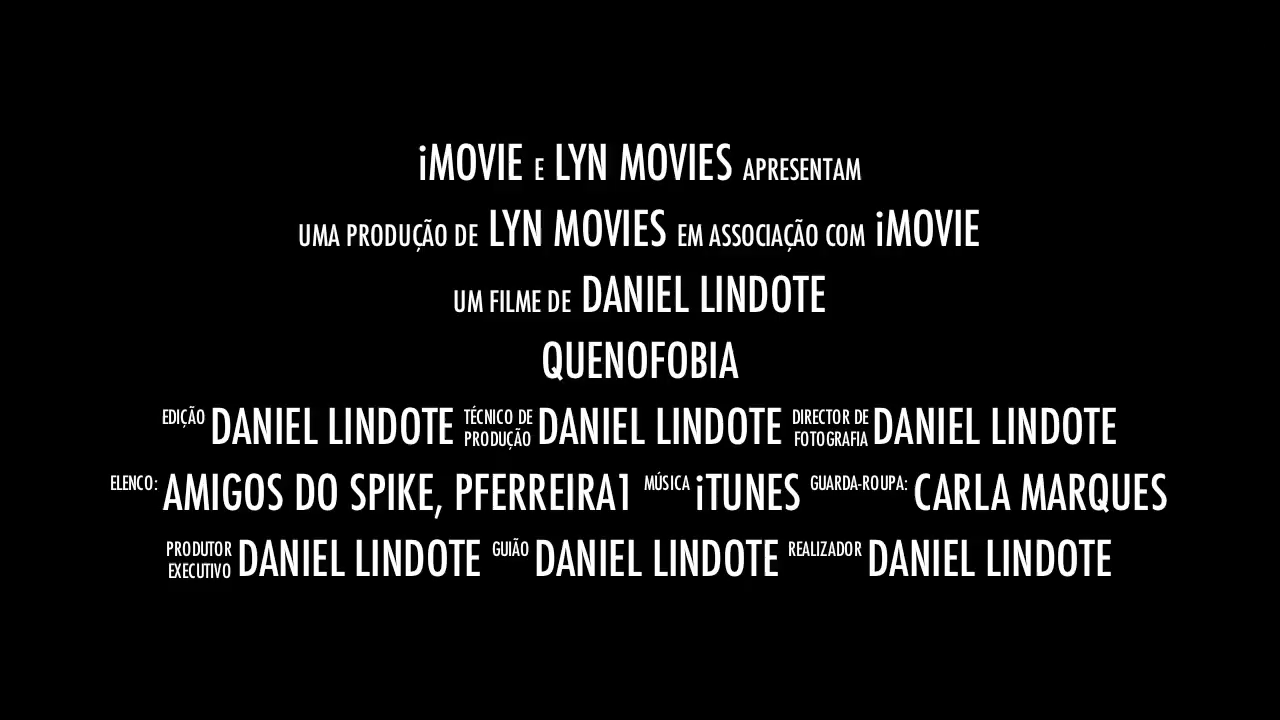 iMOVIE E LYN MOVIES APRESENTAM
UMA PRODUÇÃO DE LYN MOVIES EM ASSOCIAÇÃO COM iMOVIE
UM FILME DE DANIEL LINDOTE
QUENOFOBIA
EDIÇÃO DANIEL LINDOTE TÉCNICO DE PRODUÇÃO DANIEL LINDOTE DIRECTOR DE FOTOGRAFIA DANIEL LINDOTE
ELENCO: AMIGOS DO SPIKE, PFERREIRA1 MÚSICA iTUNES GUARDA-ROUPA: CARLA MARQUES
PRODUTOR EXECUTIVO DANIEL LINDOTE GUIÃO DANIEL LINDOTE REALIZADOR DANIEL LINDOTE